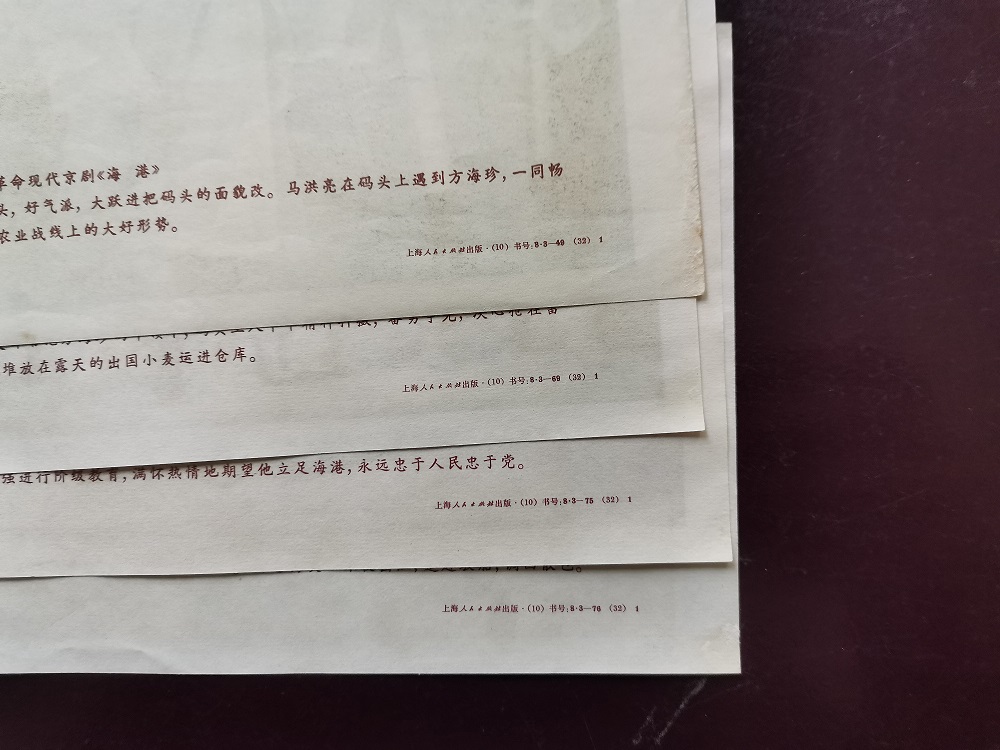 革命现代京剧《海 港》
头，好气派，大跃进把码头的面貌改。马洪亮在码头上遇到方海珍，一同畅
农业战线上的大好形势。
上海人民出版社出版·(10) 书号：8·3—49 (32) 1
堆放在露天的出国小麦运进仓库。
上海人民出版社出版·(10) 书号：8·3—69 (32) 1
强进行阶级教育，满怀热情地期望他立足海港，永远忠于人民忠于党。
上海人民出版社出版·(10) 书号：8·3—75 (32) 1
上海人民出版社出版·(10) 书号：8·3—76 (32) 1